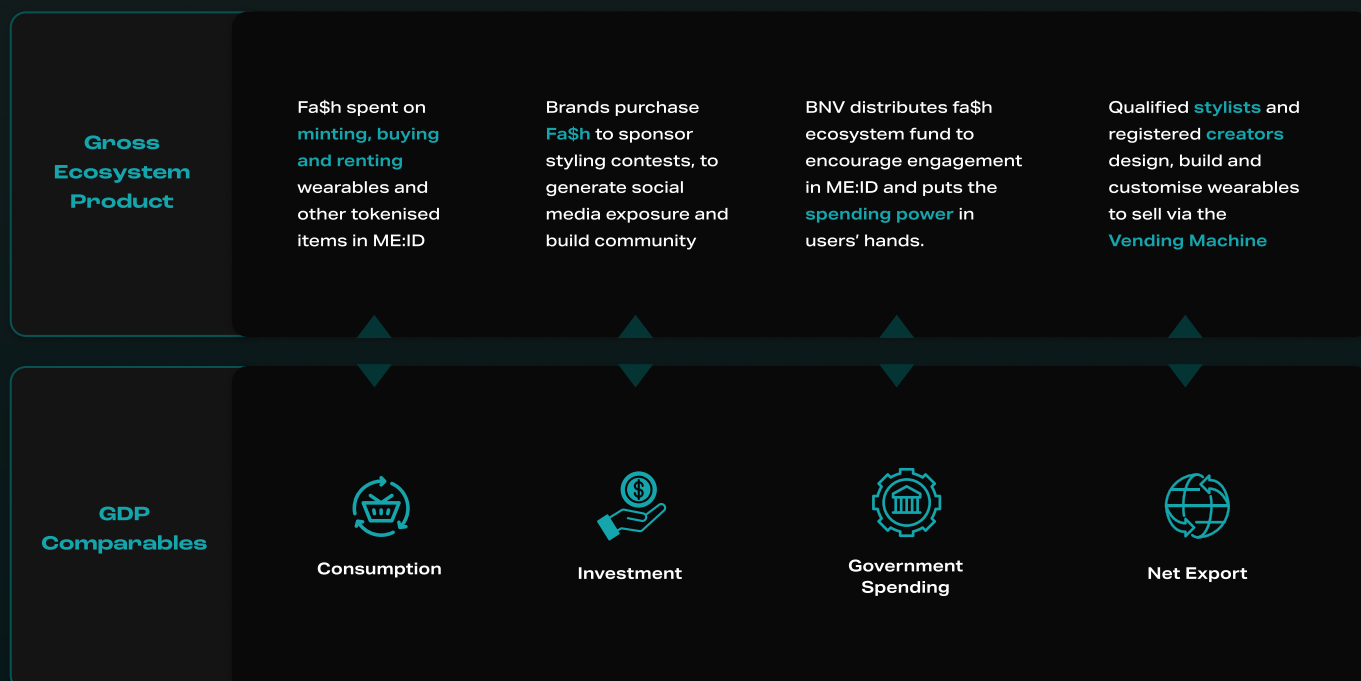 Gross
Ecosystem
Product
Fa$h spent on
minting, buying
and renting
wearables and
other tokenised
items in ME:ID
Brands purchase
Fa$h to sponsor
styling contests, to
generate social
media exposure and
build community
BNV distributes fa$h
ecosystem fund to
encourage engagement
in ME:ID and puts the
spending power in
users’ hands.
Qualified stylists and
registered creators
design, build and
customise wearables
to sell via the
Vending Machine
GDP
Comparables
Consumption
$
Investment
Government
Spending
Net Export